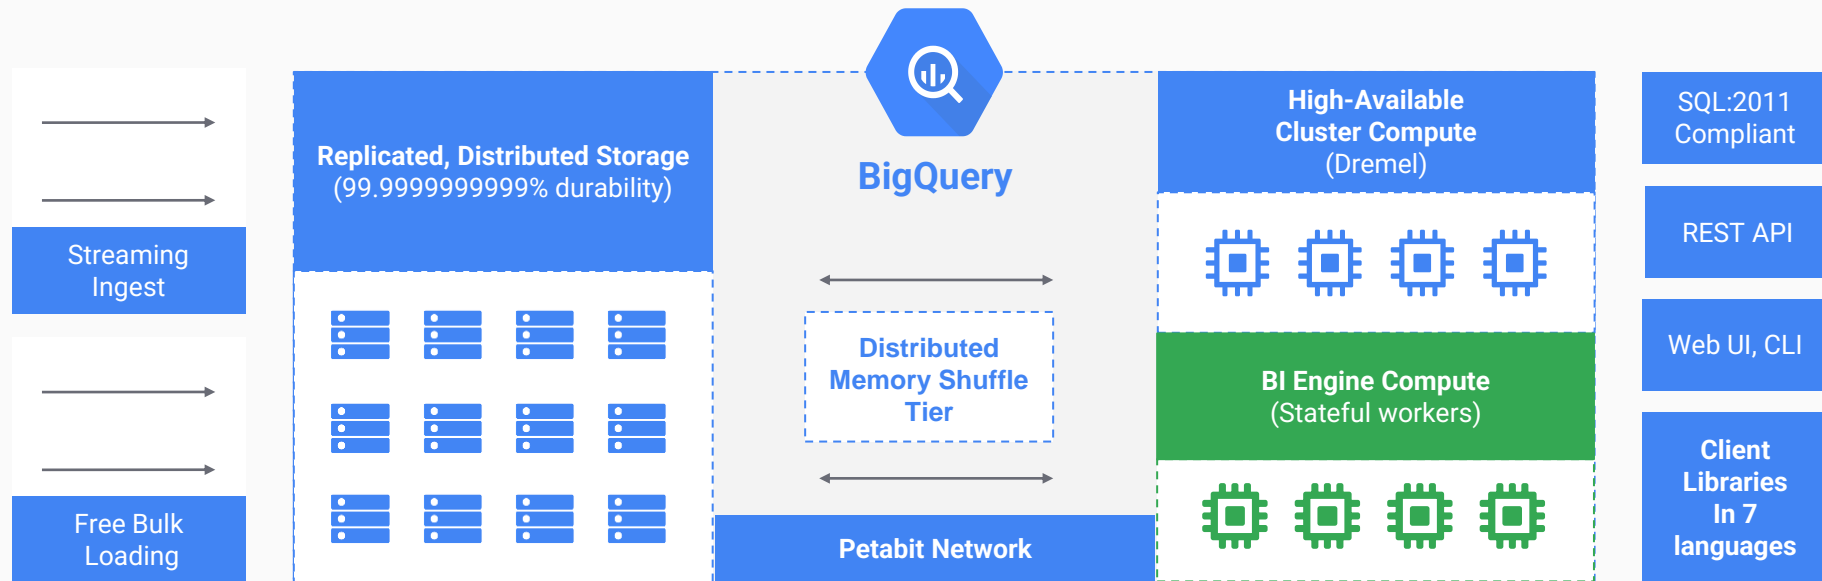 Streaming
Ingest
Free Bulk
Loading
Replicated, Distributed Storage
(99.9999999999% durability)
BigQuery
Distributed
Memory Shuffle
Tier
Petabit Network
High-Available
Cluster Compute
(Dremel)
BI Engine Compute
(Stateful workers)
SQL:2011
Compliant
REST API
Web UI, CLI
Client
Libraries
In 7
languages